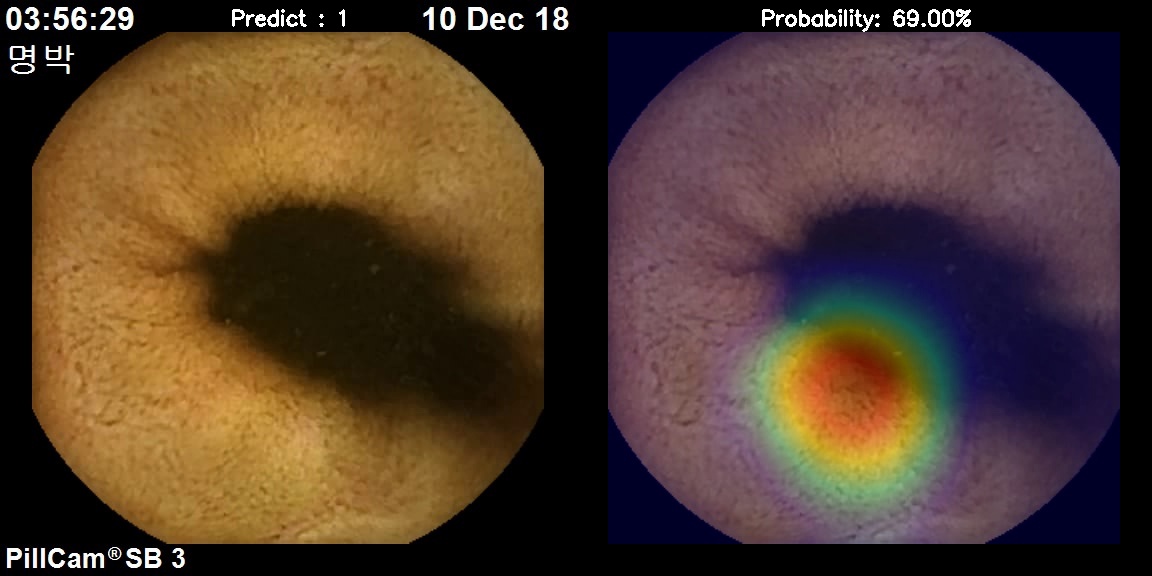 03:56:29
Predict : 1
10 Dec 18
Probability: 69.00%
명박
PillCam® SB 3